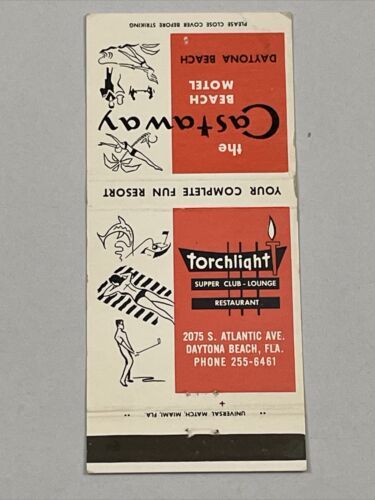 PLEASE CLOSE COVER BEFORE STRIKING
the
Castaway
BEACH
MOTEL
DAYTONA BEACH
YOUR COMPLETE FUN RESORT
torchlight
SUPPER CLUB - LOUNGE
RESTAURANT
2075 S. ATLANTIC AVE.
DAYTONA BEACH, FLA.
PHONE 255-6461
UNIVERSAL MATCH, MIAMI, FLA